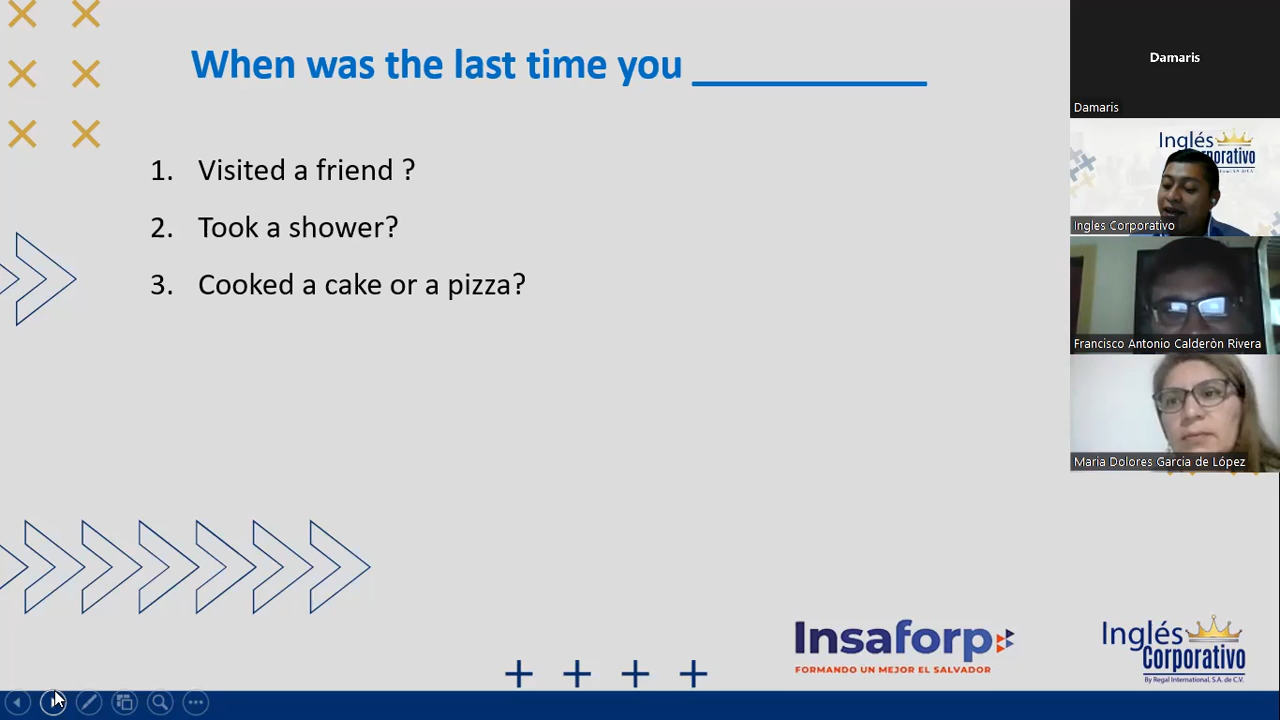 When was the last time you ___________
1. Visited a friend ?
2. Took a shower?
3. Cooked a cake or a pizza?
Damaris
Damaris
Inglés
Corporativo
Ingles Corporativo
Francisco Antonio Calderòn Rivera
Maria Dolores Garcia de López
Insaforp
FORMANDO UN MEJOR EL SALVADOR
Inglés
Corporativo
By Regal International, S.A. de C.V.